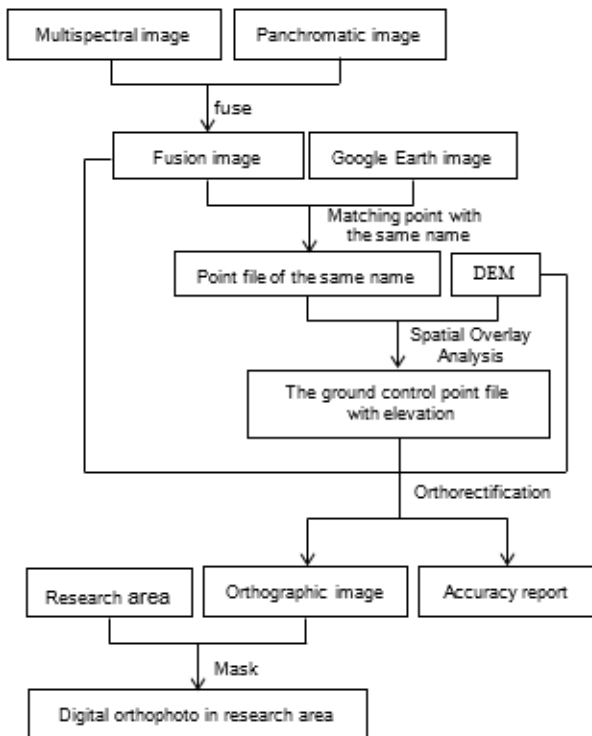 Multispectral image
Panchromatic image
fuse
Fusion image
Google Earth image
Matching point with
the same name
Point file of the same name
DEM
Spatial Overlay
Analysis
The ground control point file
with elevation
Orthorectification
Research area
Orthographic image
Accuracy report
Mask
Digital orthophoto in research area